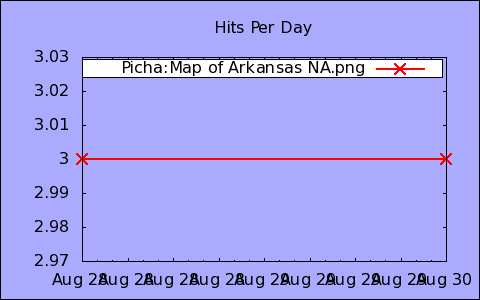 Hits Per Day
Picha:Map of Arkansas NA.png
3.03
3.02
3.01
3
2.99
2.98
2.97
Aug 28 Aug 28 Aug 28 Aug 28 Aug 29 Aug 29 Aug 29 Aug 29 Aug 30